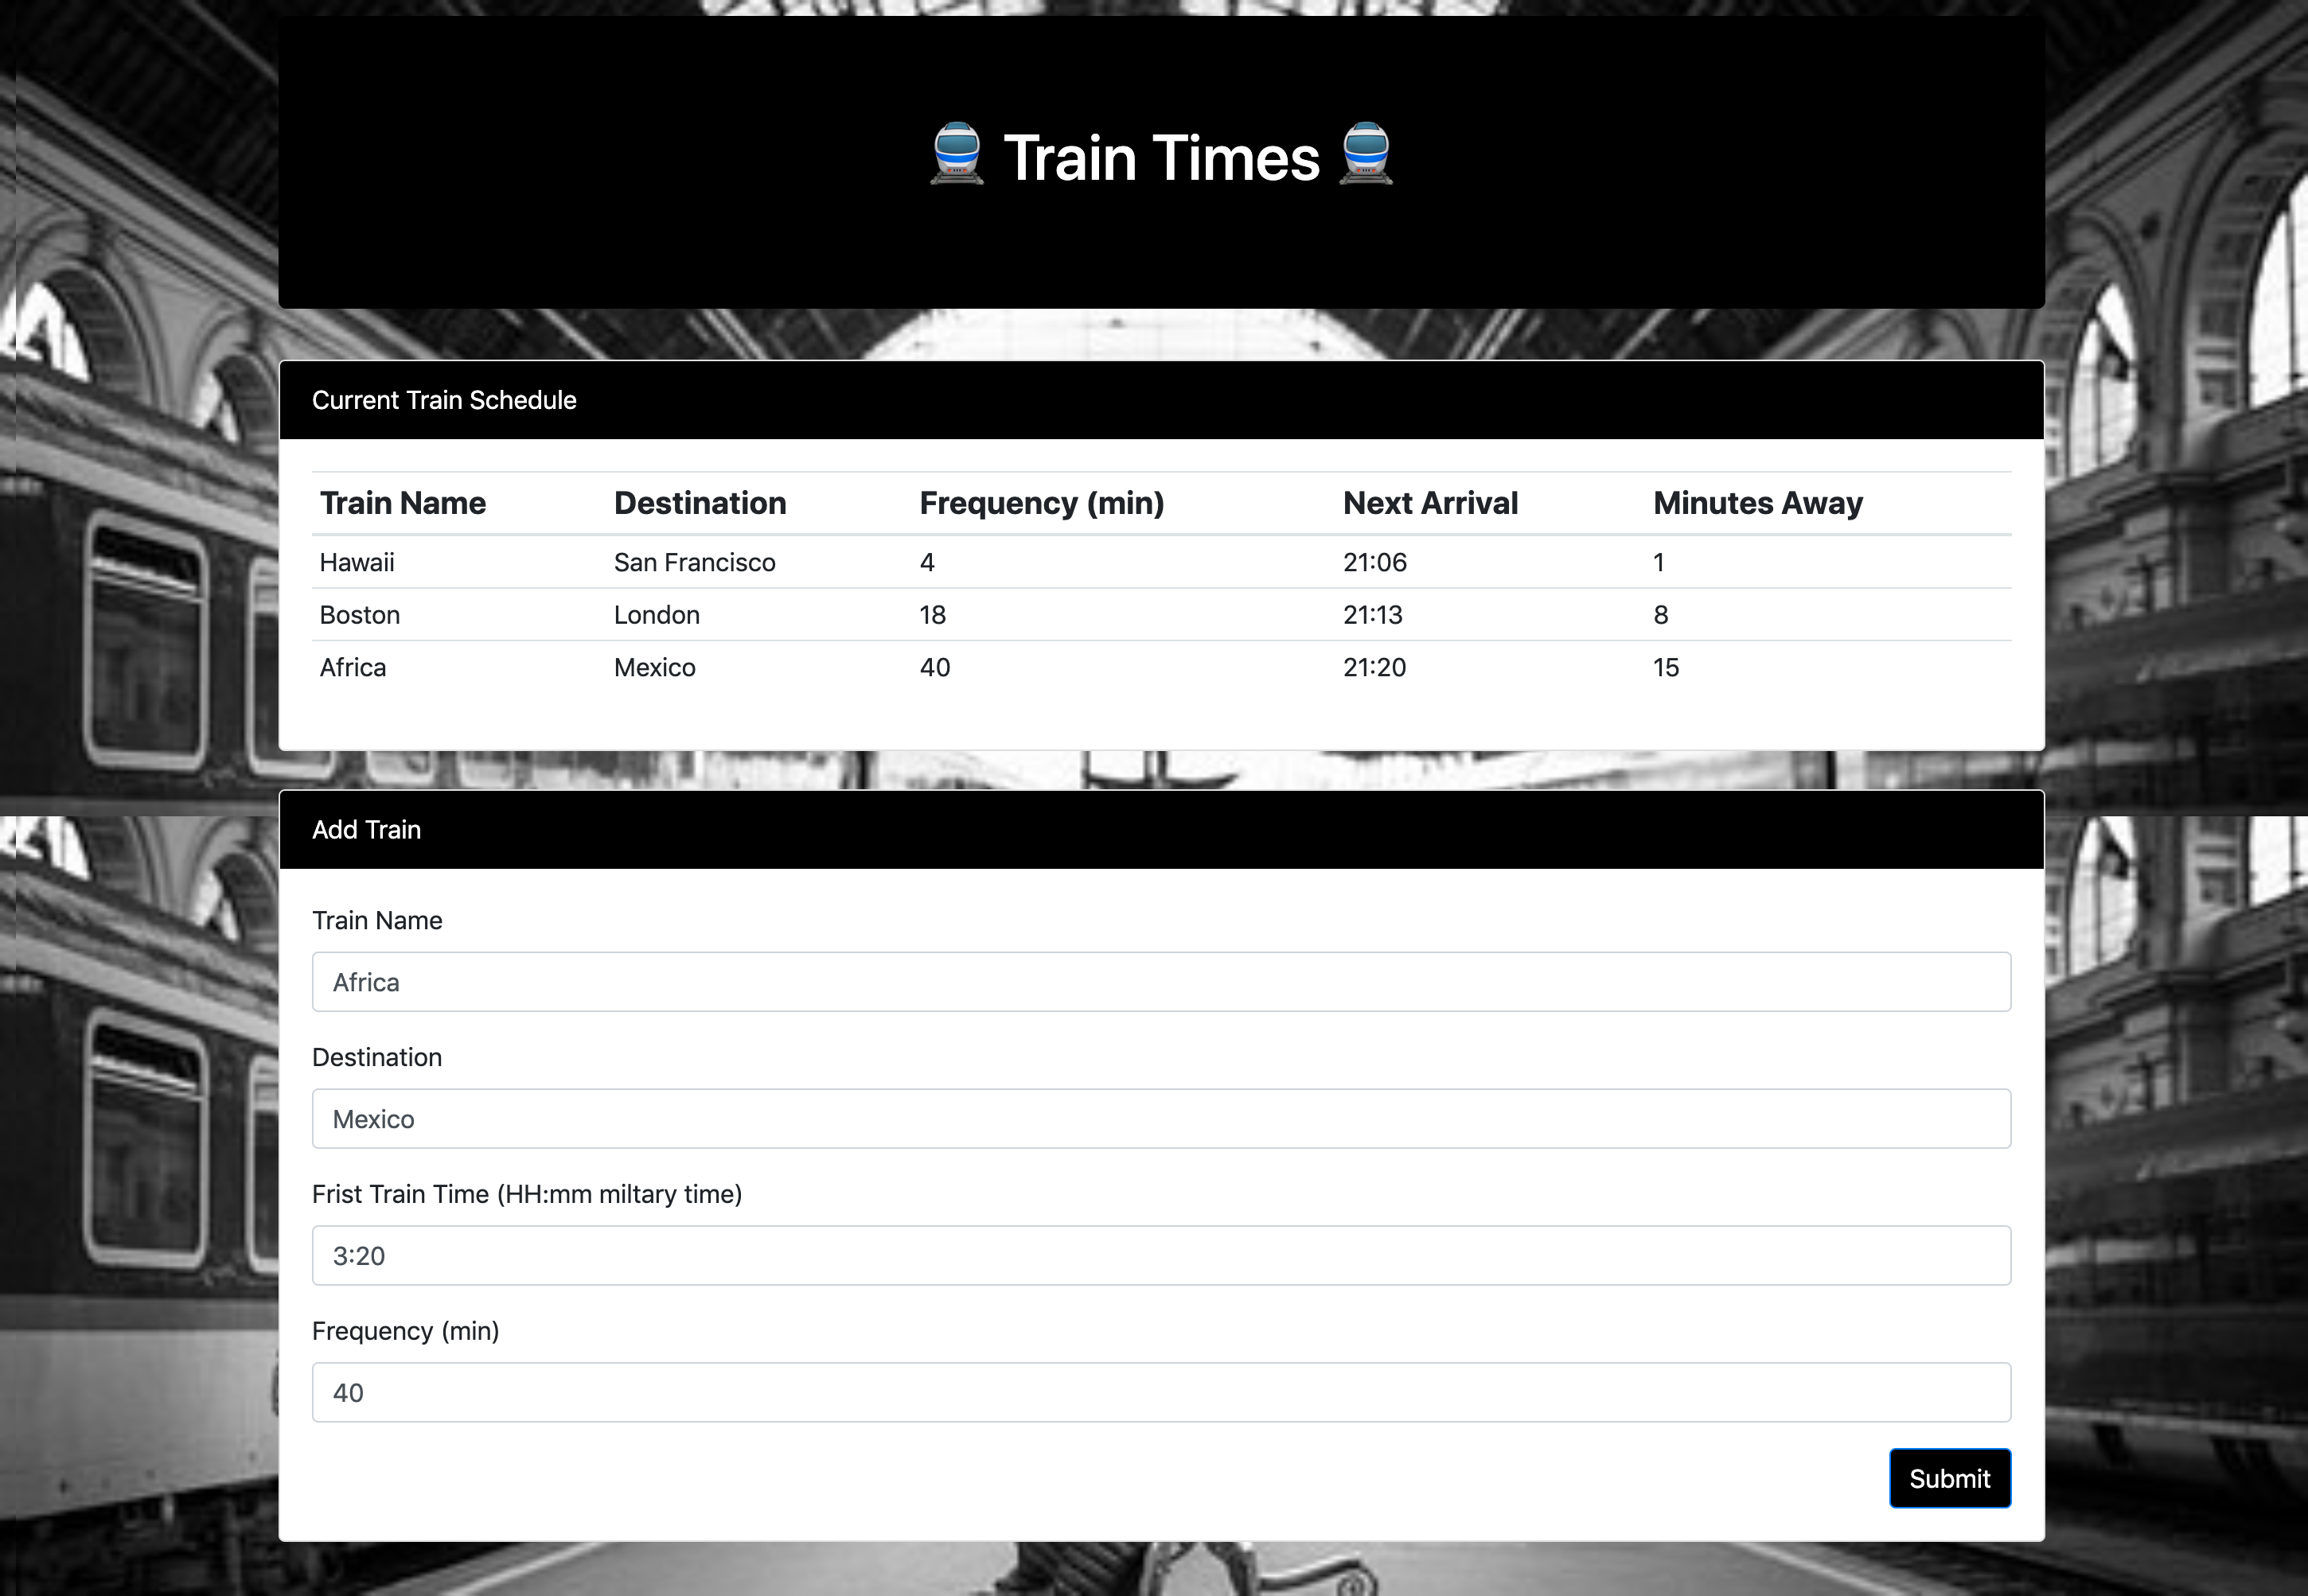 🚆 Train Times 🚆
Current Train Schedule
Train Name Destination Frequency (min) Next Arrival Minutes Away
Hawaii San Francisco 4 21:06 1
Boston London 18 21:13 8
Africa Mexico 40 21:20 15
Add Train
Train Name
Africa
Destination
Mexico
Frist Train Time (HH:mm miltary time)
3:20
Frequency (min)
40
Submit